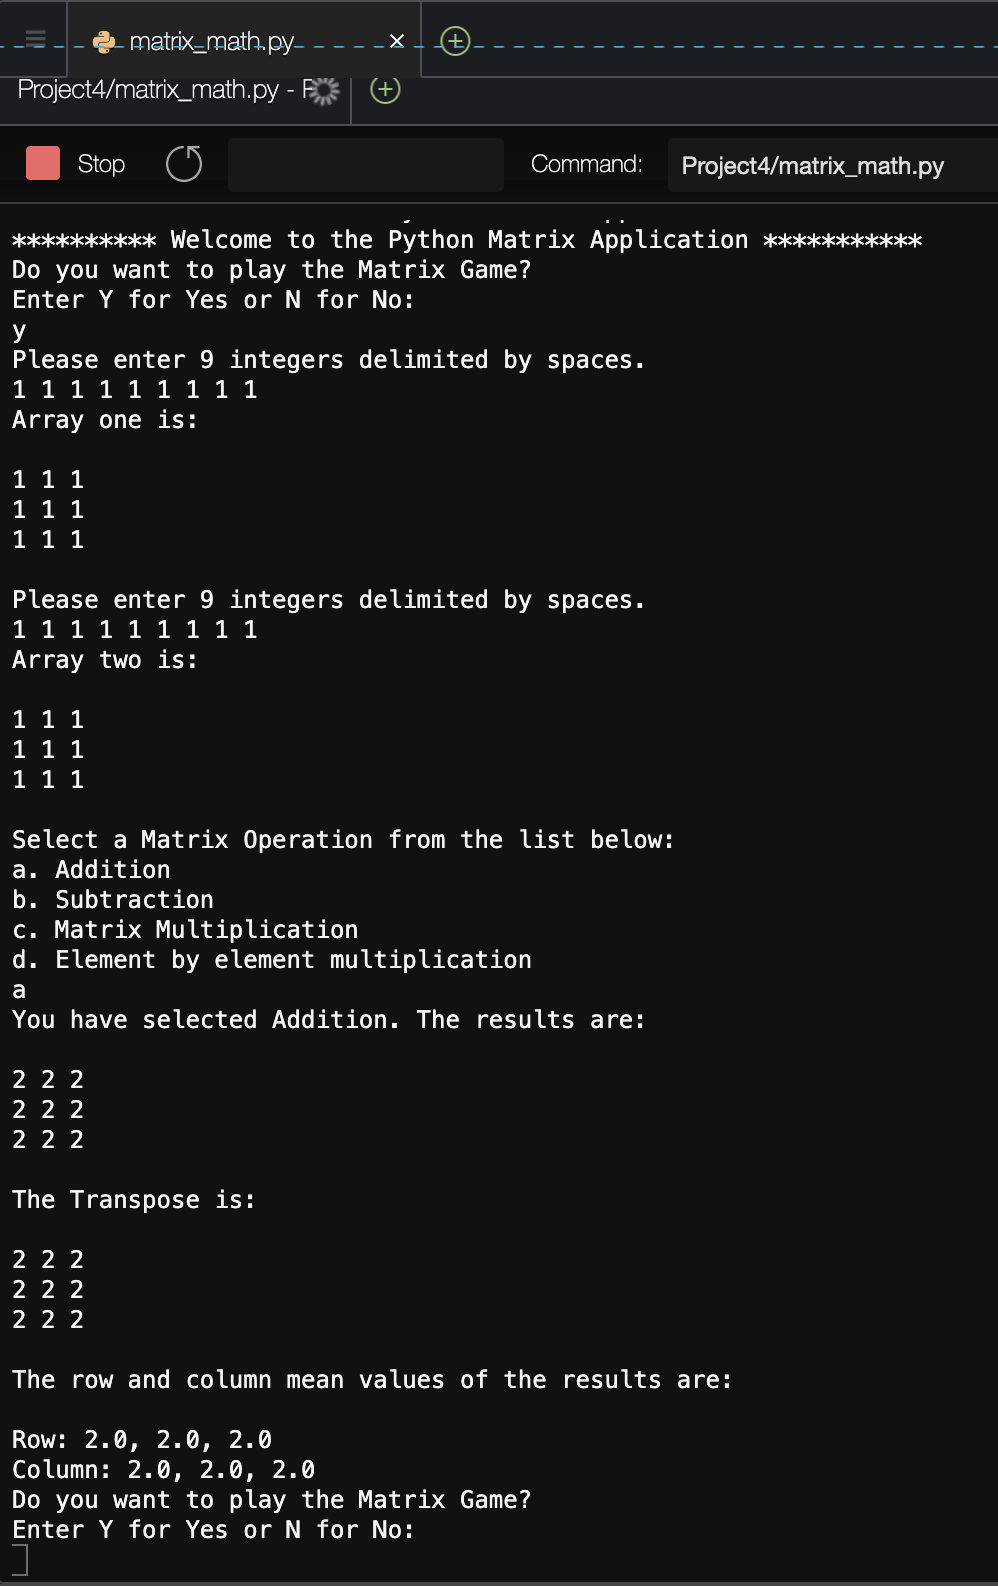 matrix_math.py
Project4/matrix_math.py -
Stop
Command:
Project4/matrix_math.py
********** Welcome to the Python Matrix Application ***********
Do you want to play the Matrix Game?
Enter Y for Yes or N for No:
y
Please enter 9 integers delimited by spaces.
1 1 1 1 1 1 1 1 1
Array one is:
1 1 1
1 1 1
1 1 1
Please enter 9 integers delimited by spaces.
1 1 1 1 1 1 1 1 1
Array two is:
1 1 1
1 1 1
1 1 1
Select a Matrix Operation from the list below:
a. Addition
b. Subtraction
c. Matrix Multiplication
d. Element by element multiplication
a
You have selected Addition. The results are:
2 2 2
2 2 2
2 2 2
The Transpose is:
2 2 2
2 2 2
2 2 2
The row and column mean values of the results are:
Row: 2.0, 2.0, 2.0
Column: 2.0, 2.0, 2.0
Do you want to play the Matrix Game?
Enter Y for Yes or N for No: